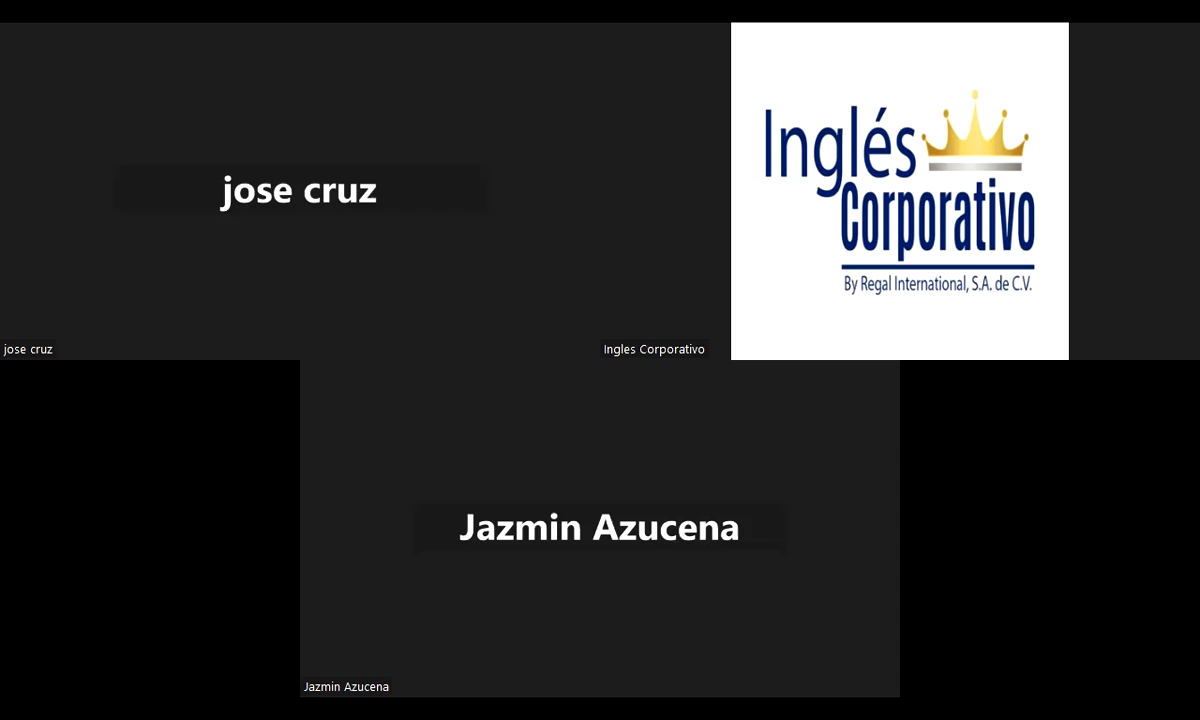 jose cruz
jose cruz
Inglés
Corporativo
By Regal International, S.A. de C.V.
Ingles Corporativo
Jazmin Azucena
Jazmin Azucena